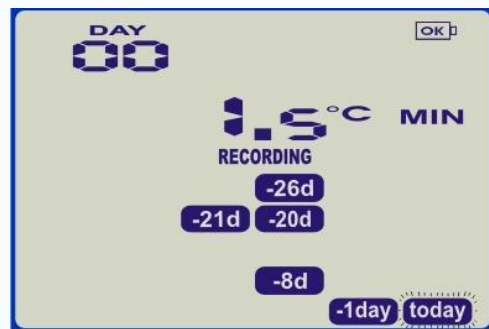 DAY
OK
00
1.5°C MIN
RECORDING
-26d
-21d -20d
-8d
-1day today